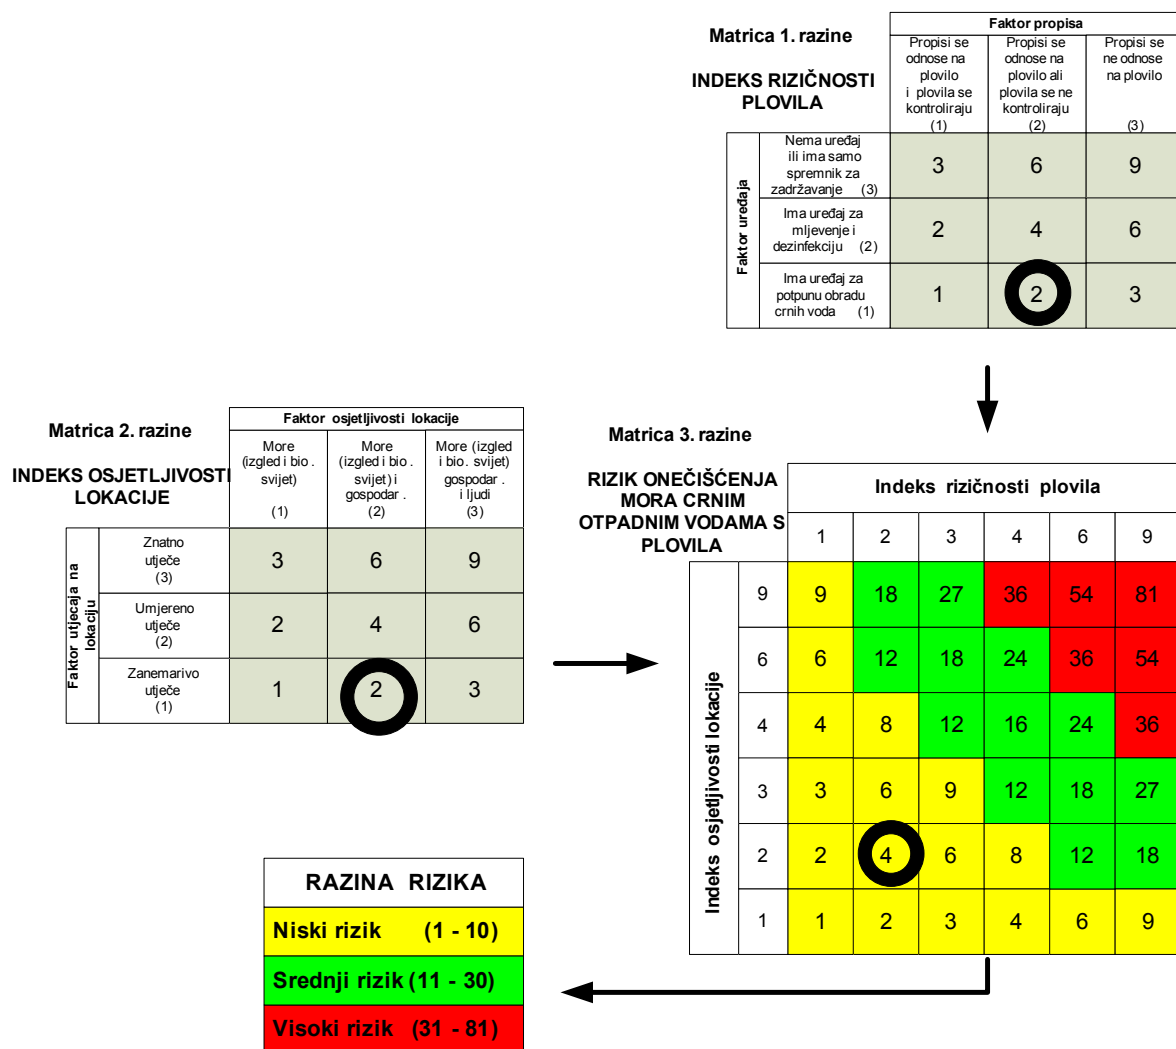 Matrica 1. razine
INDEKS RIZIČNOSTI
PLOVILA
Faktor propisa
Propisi se
odnose na
plovilo
i plovila se
kontroliraju
(1)
Propisi se
odnose na
plovilo ali
plovila se ne
kontroliraju
(2)
Propisi se
ne odnose
na plovilo
(3)
Faktor uređaja
Nema uređaj
ili ima samo
spremnik za
zadržavanje (3)
3 6 9
Ima uređaj za
mljevenje i
dezinfekciju (2)
2 4 6
Ima uređaj za
potpunu obradu
crnih voda (1)
1 2 3
Matrica 2. razine
INDEKS OSJETLJIVOSTI
LOKACIJE
Faktor osjetljivosti lokacije
More
(izgled i bio.
svijet)
(1)
More
(izgled i bio.
svijet) i
gospodar.
(2)
More (izgled
i bio. svijet)
gospodar.
i ljudi
(3)
Faktor utjecaja na
lokaciju
Znatno
utječe
(3)
3 6 9
Umjereno
utječe
(2)
2 4 6
Zanemarivo
utječe
(1)
1 2 3
Matrica 3. razine
RIZIK ONEČIŠĆENJA
MORA CRNIM
OTPADNIM VODAMA S
PLOVILA
Indeks rizičnosti plovila
1 2 3 4 6 9
Indeks osjetljivosti lokacije
9 9 18 27 36 54 81
6 6 12 18 24 36 54
4 4 8 12 16 24 36
3 3 6 9 12 18 27
2 2 4 6 8 12 18
1 1 2 3 4 6 9
RAZINA RIZIKA
Niski rizik (1 - 10)
Srednji rizik (11 - 30)
Visoki rizik (31 - 81)